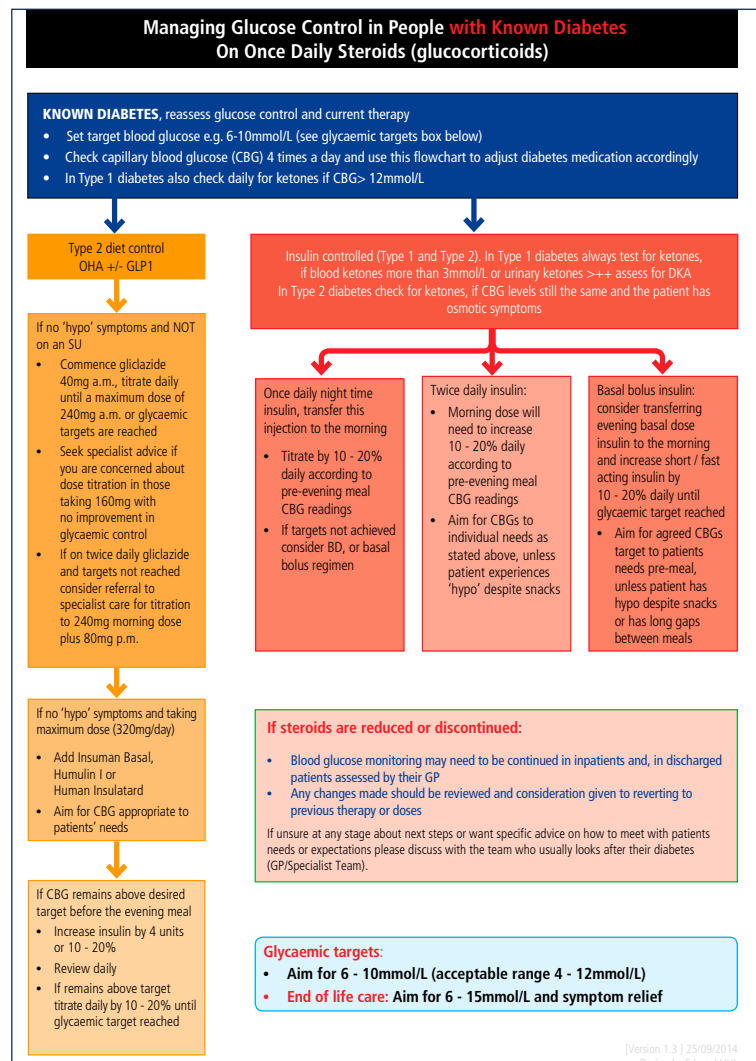 Managing Glucose Control in People with Known Diabetes
On Once Daily Steroids (glucocorticoids)
KNOWN DIABETES, reassess glucose control and current therapy
• Set target blood glucose e.g. 6-10mmol/L (see glycaemic targets box below)
• Check capillary blood glucose (CBG) 4 times a day and use this flowchart to adjust diabetes medication accordingly
• In Type 1 diabetes also check daily for ketones if CBG> 12mmol/L
Type 2 diet control
OHA +/- GLP1
If no 'hypo' symptoms and NOT
on an SU
• Commence gliclazide
40mg a.m., titrate daily
until a maximum dose of
240mg a.m. or glycaemic
targets are reached
• Seek specialist advice if
you are concerned about
dose titration in those
taking 160mg with
no improvement in
glycaemic control
• If on twice daily gliclazide
and targets not reached
consider referral to
specialist care for titration
to 240mg morning dose
plus 80mg p.m.
If no 'hypo' symptoms and taking
maximum dose (320mg/day)
• Add Insuman Basal,
Humulin I or
Human Insulatard
• Aim for CBG appropriate to
patients' needs
If CBG remains above desired
target before the evening meal
• Increase insulin by 4 units
or 10 - 20%
• Review daily
• If remains above target
titrate daily by 10 - 20% until
glycaemic target reached
Insulin controlled (Type 1 and Type 2). In Type 1 diabetes always test for ketones,
if blood ketones more than 3mmol/L or urinary ketones >++ assess for DKA
In Type 2 diabetes check for ketones, if CBG levels still the same and the patient has
osmotic symptoms
Once daily night time
insulin, transfer this
injection to the morning
• Titrate by 10 - 20%
daily according to
pre-evening meal
CBG readings
• If targets not achieved
consider BD, or basal
bolus regimen
Twice daily insulin:
• Morning dose will
need to increase
10 - 20% daily
according to
pre-evening meal
CBG readings
• Aim for CBGs to
individual needs as
stated above, unless
patient experiences
'hypo' despite snacks
Basal bolus insulin:
consider transferring
evening basal dose
insulin to the morning
and increase short / fast
acting insulin by
10 - 20% daily until
glycaemic target reached
• Aim for agreed CBGs
target to patients
needs pre-meal,
unless patient has
hypo despite snacks
or has long gaps
between meals
If steroids are reduced or discontinued:
• Blood glucose monitoring may need to be continued in inpatients and, in discharged
patients assessed by their GP
• Any changes made should be reviewed and consideration given to reverting to
previous therapy or doses
If unsure at any stage about next steps or want specific advice on how to meet with patients
needs or expectations please discuss with the team who usually looks after their diabetes
(GP/Specialist Team).
Glycaemic targets:
• Aim for 6 - 10mmol/L (acceptable range 4 - 12mmol/L)
• End of life care: Aim for 6 - 15mmol/L and symptom relief
[Version 1.3 | 25/09/2014